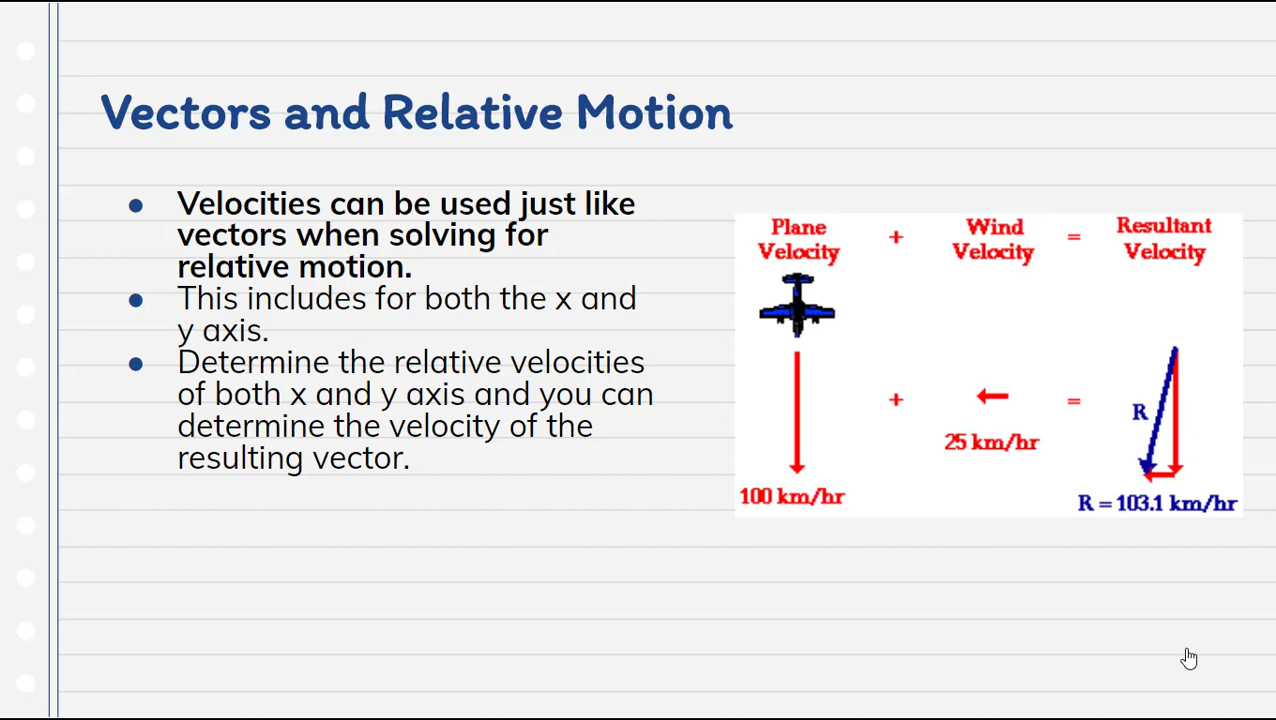 Vectors and Relative Motion
● Velocities can be used just like
vectors when solving for
relative motion.
● This includes for both the x and
y axis.
● Determine the relative velocities
of both x and y axis and you can
determine the velocity of the
resulting vector.
Plane
Velocity
+
Wind
Velocity
=
Resultant
Velocity
+
=
R
100 km/hr
25 km/hr
R = 103.1 km/hr